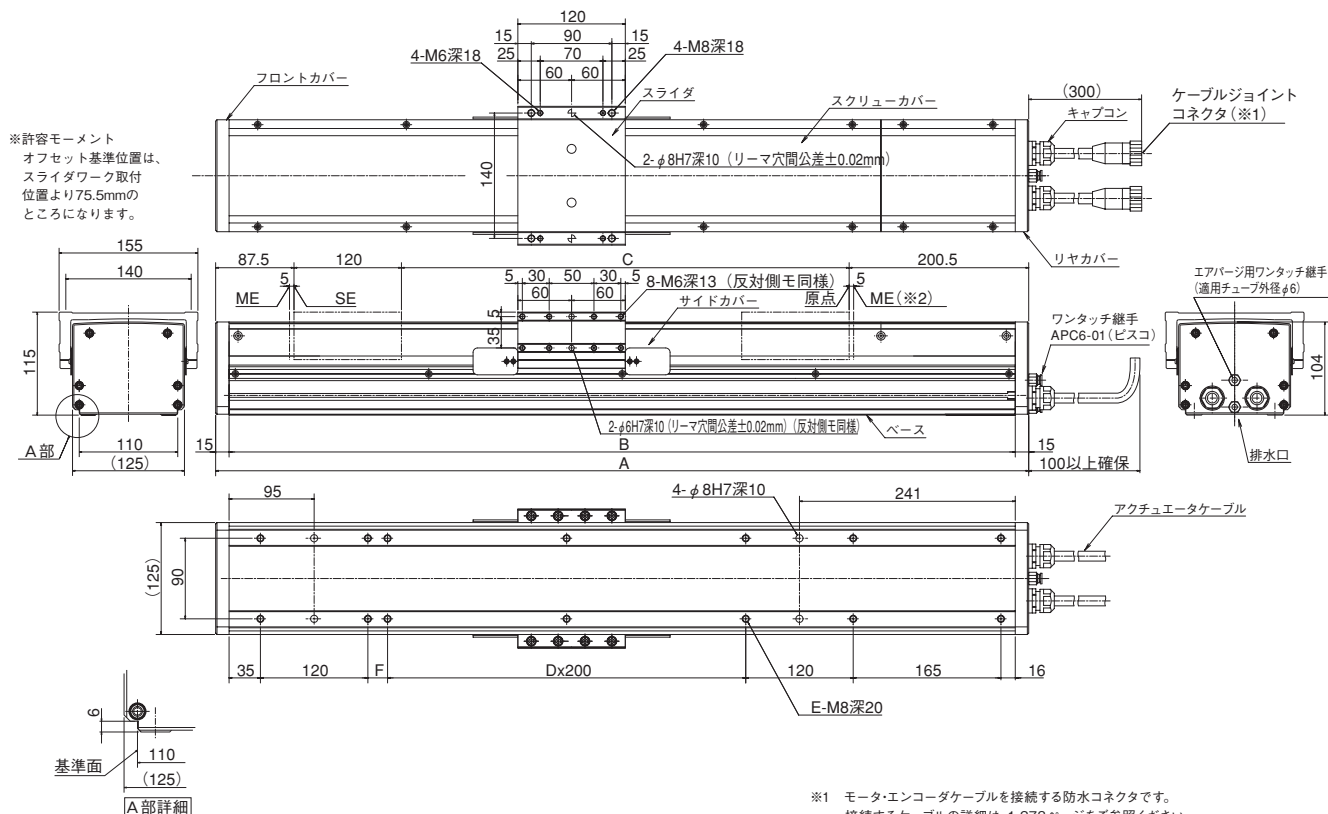 120
15 90 15
4-M6深18
25 70 25
4-M8深18
60 60
フロントカバー
スライダ
スクリューカバー
(300)
キャプコン
ケーブルジョイント
コネクタ(※1)
※許容モーメント
オフセット基準位置は、
スライダワーク取付
位置より75.5mmの
ところになります。
140
2-φ8H7深10(リーマ穴間公差±0.02mm)
リヤカバー
155
140
87.5 120 C 200.5
5 30 50 30 5
60 60
8-M6深13(反対側モ同様)
サイドカバー
5
ME SE
原点
5
ME(※2)
5
35
エアパージ用ワンタッチ継手
(適用チューブ外径φ6)
ワンタッチ継手
APC6-01(ピスコ)
115
104
A部
110
(125)
2-φ6H7深10(リーマ穴間公差±0.02mm)(反対側モ同様)
ベース
15 B 15
A 100以上確保
排水口
95
4-φ8H7深10
241
アクチュエータケーブル
(125)
90
35 120 F Dx200 120 165 16
E-M8深20
6
基準面
110
(125)
A部詳細
※1 モータ・エンコーダケーブルを接続する防水コネクタです。